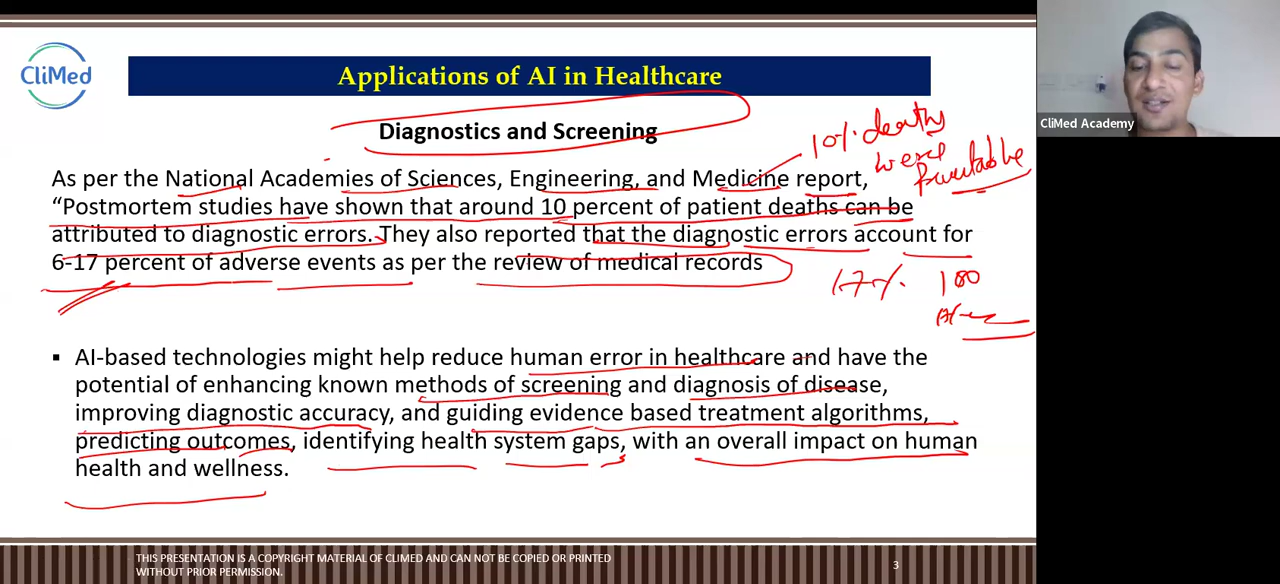 CliMed
Applications of AI in Healthcare
CliMed Academy
Diagnostics and Screening
10% deaths
were
As per the National Academies of Sciences, Engineering, and Medicine report,
“Postmortem studies have shown that around 10 percent of patient deaths can be
attributed to diagnostic errors. They also reported that the diagnostic errors account for
6-17 percent of adverse events as per the review of medical records
17% 100
▪ AI-based technologies might help reduce human error in healthcare and have the
potential of enhancing known methods of screening and diagnosis of disease,
improving diagnostic accuracy, and guiding evidence based treatment algorithms,
predicting outcomes, identifying health system gaps, with an overall impact on human
health and wellness.
THIS PRESENTATION IS A COPYRIGHT MATERIAL OF CLIMED AND CAN NOT BE COPIED OR PRINTED
WITHOUT PRIOR PERMISSION.
3